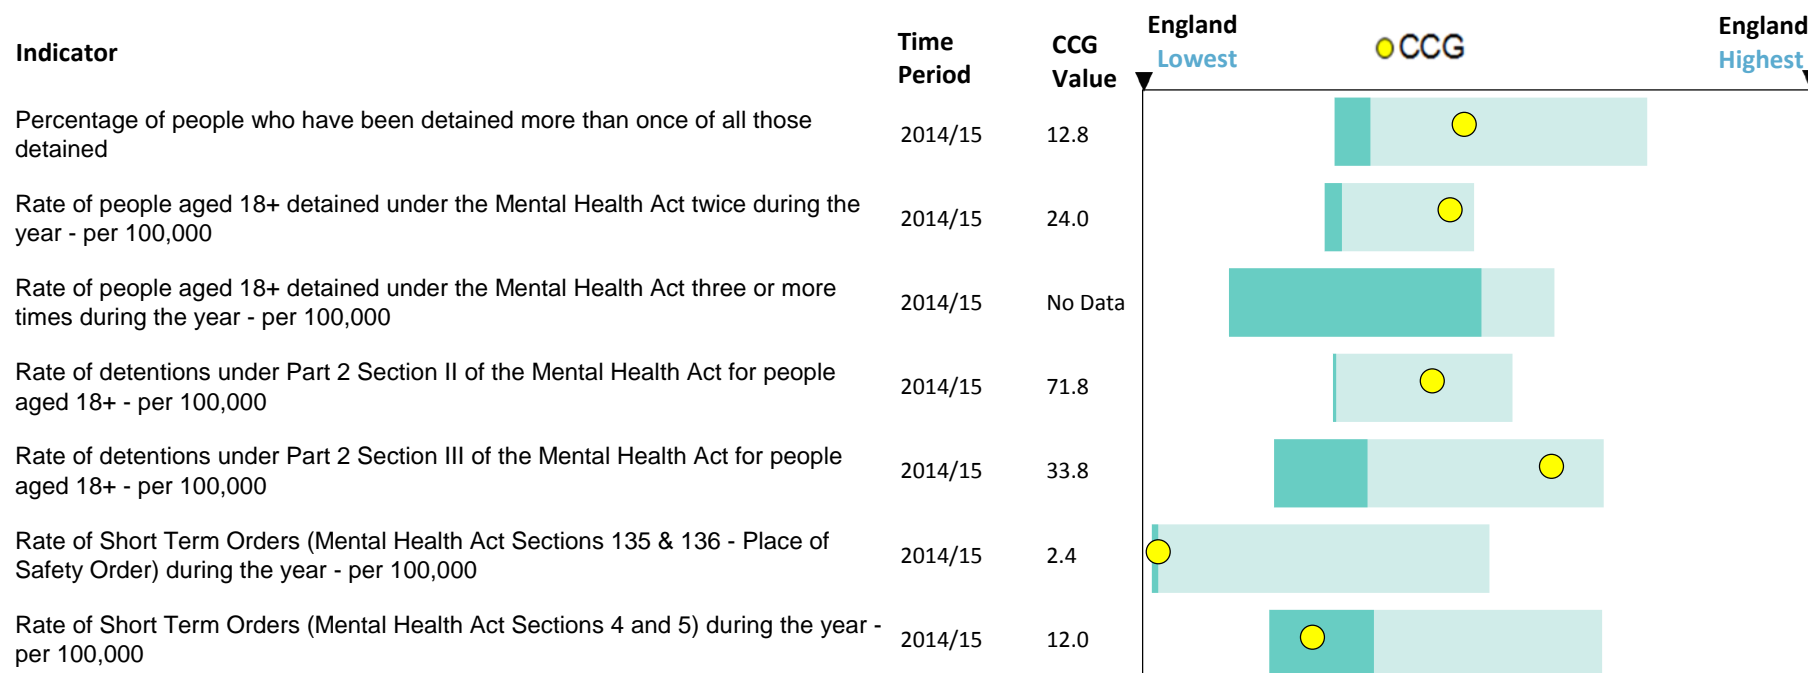 Indicator
Time Period
CCG Value
England Lowest
CCG
England Highest
Percentage of people who have been detained more than once of all those
detained
2014/15
12.8
Rate of people aged 18+ detained under the Mental Health Act twice during the
year - per 100,000
2014/15
24.0
Rate of people aged 18+ detained under the Mental Health Act three or more
times during the year - per 100,000
2014/15
No Data
Rate of detentions under Part 2 Section II of the Mental Health Act for people
aged 18+ - per 100,000
2014/15
71.8
Rate of detentions under Part 2 Section III of the Mental Health Act for people
aged 18+ - per 100,000
2014/15
33.8
Rate of Short Term Orders (Mental Health Act Sections 135 & 136 - Place of
Safety Order) during the year - per 100,000
2014/15
2.4
Rate of Short Term Orders (Mental Health Act Sections 4 and 5) during the year -
per 100,000
2014/15
12.0